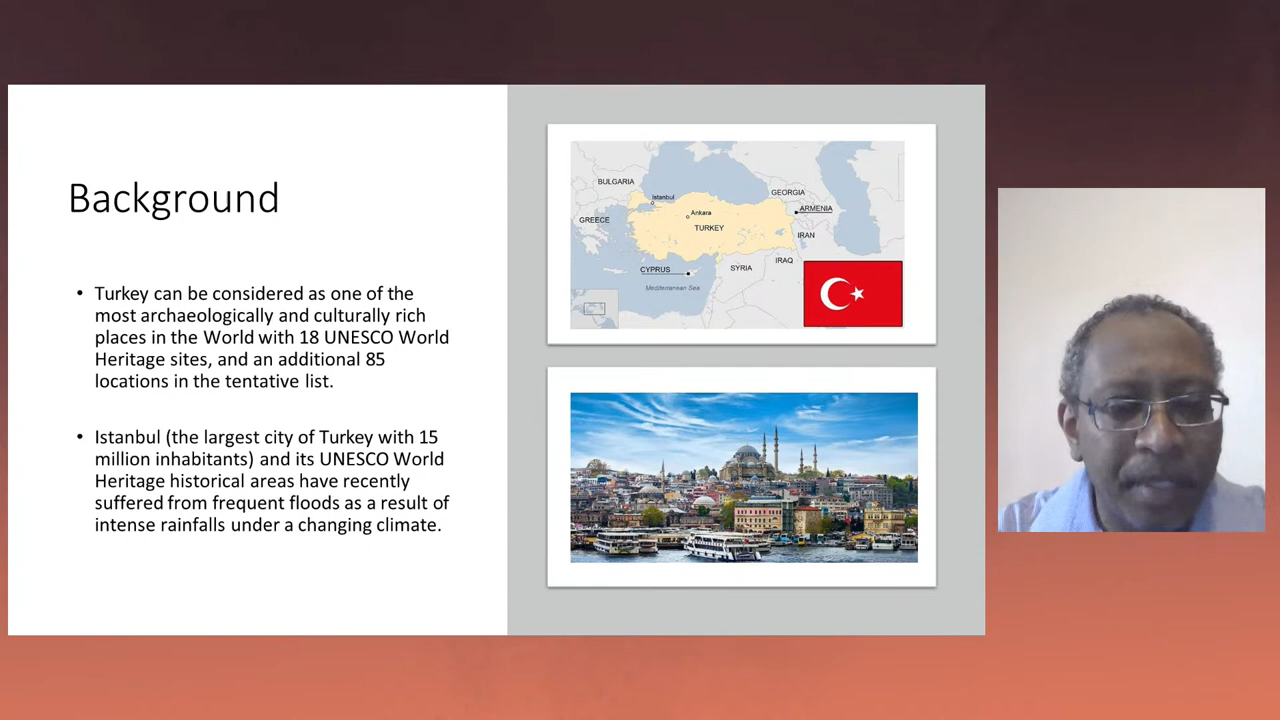 Background
• Turkey can be considered as one of the
most archaeologically and culturally rich
places in the World with 18 UNESCO World
Heritage sites, and an additional 85
locations in the tentative list.
• Istanbul (the largest city of Turkey with 15
million inhabitants) and its UNESCO World
Heritage historical areas have recently
suffered from frequent floods as a result of
intense rainfalls under a changing climate.
BULGARIA
Istanbul
GEORGIA
Ankara
ARMENIA
GREECE
TURKEY
IRAN
IRAQ
CYPRUS
SYRIA
Mediterranean Sea